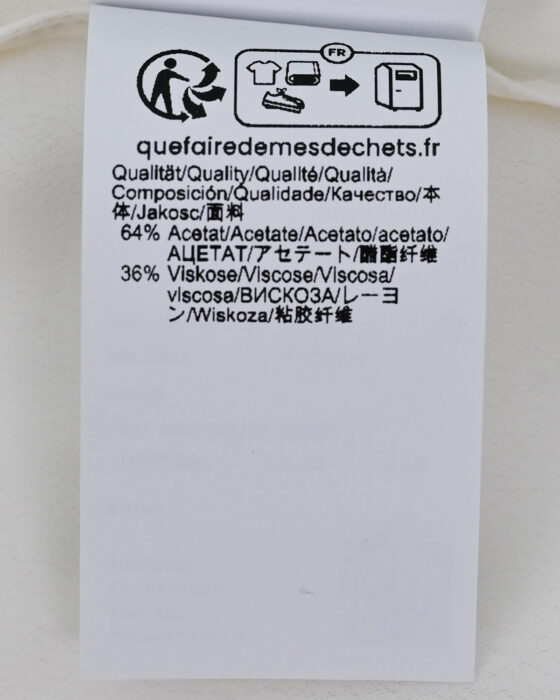 FR
quefairedemesdechets.fr
Qualität/Quality/Qualité/Qualità/
Composición/Qualidade/Качество/本
体/Jakosc/面料
64% Acetat/Acetate/Acetato/acetato/
АЦЕТАТ/アセテート/醋酯纤维
36% Viskose/Viscose/Viscosa/
viscosa/ВИСКОЗА/レーヨ
ン/Wiskoza/粘胶纤维